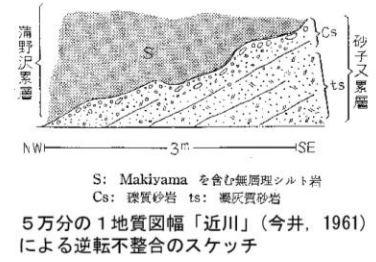 蒲野沢累層
S
Cs
ts
砂子又累層
NW
3m
SE
S: Makiyama を含む無層理シルト岩
Cs: 礫質砂岩 ts: 凝灰質砂岩
5万分の1地質図幅「近川」(今井, 1961)
による逆転不整合のスケッチ